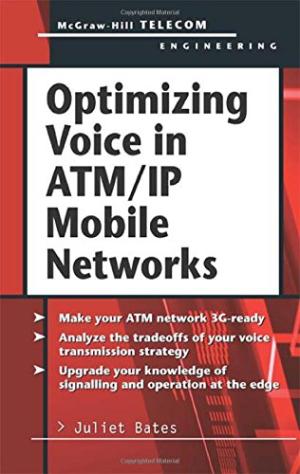 McGraw-Hill TELECOM
ENGINEERING
Optimizing
Voice in
ATM/IP
Mobile
Networks
Make your ATM network 3G-ready
Analyze the tradeoffs of your voice
transmission strategy
Upgrade your knowledge of
signalling and operation at the edge
> Juliet Bates